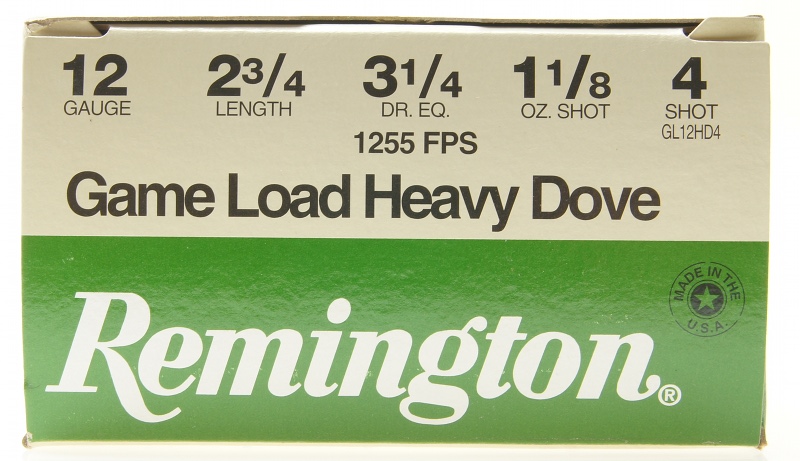 12 2 3/4 3 1/4 1 1/8 4
GAUGE LENGTH DR. EQ. OZ. SHOT SHOT
GL12HD4
1255 FPS
Game Load Heavy Dove
MADE IN THE
U.S.A.
Remington®